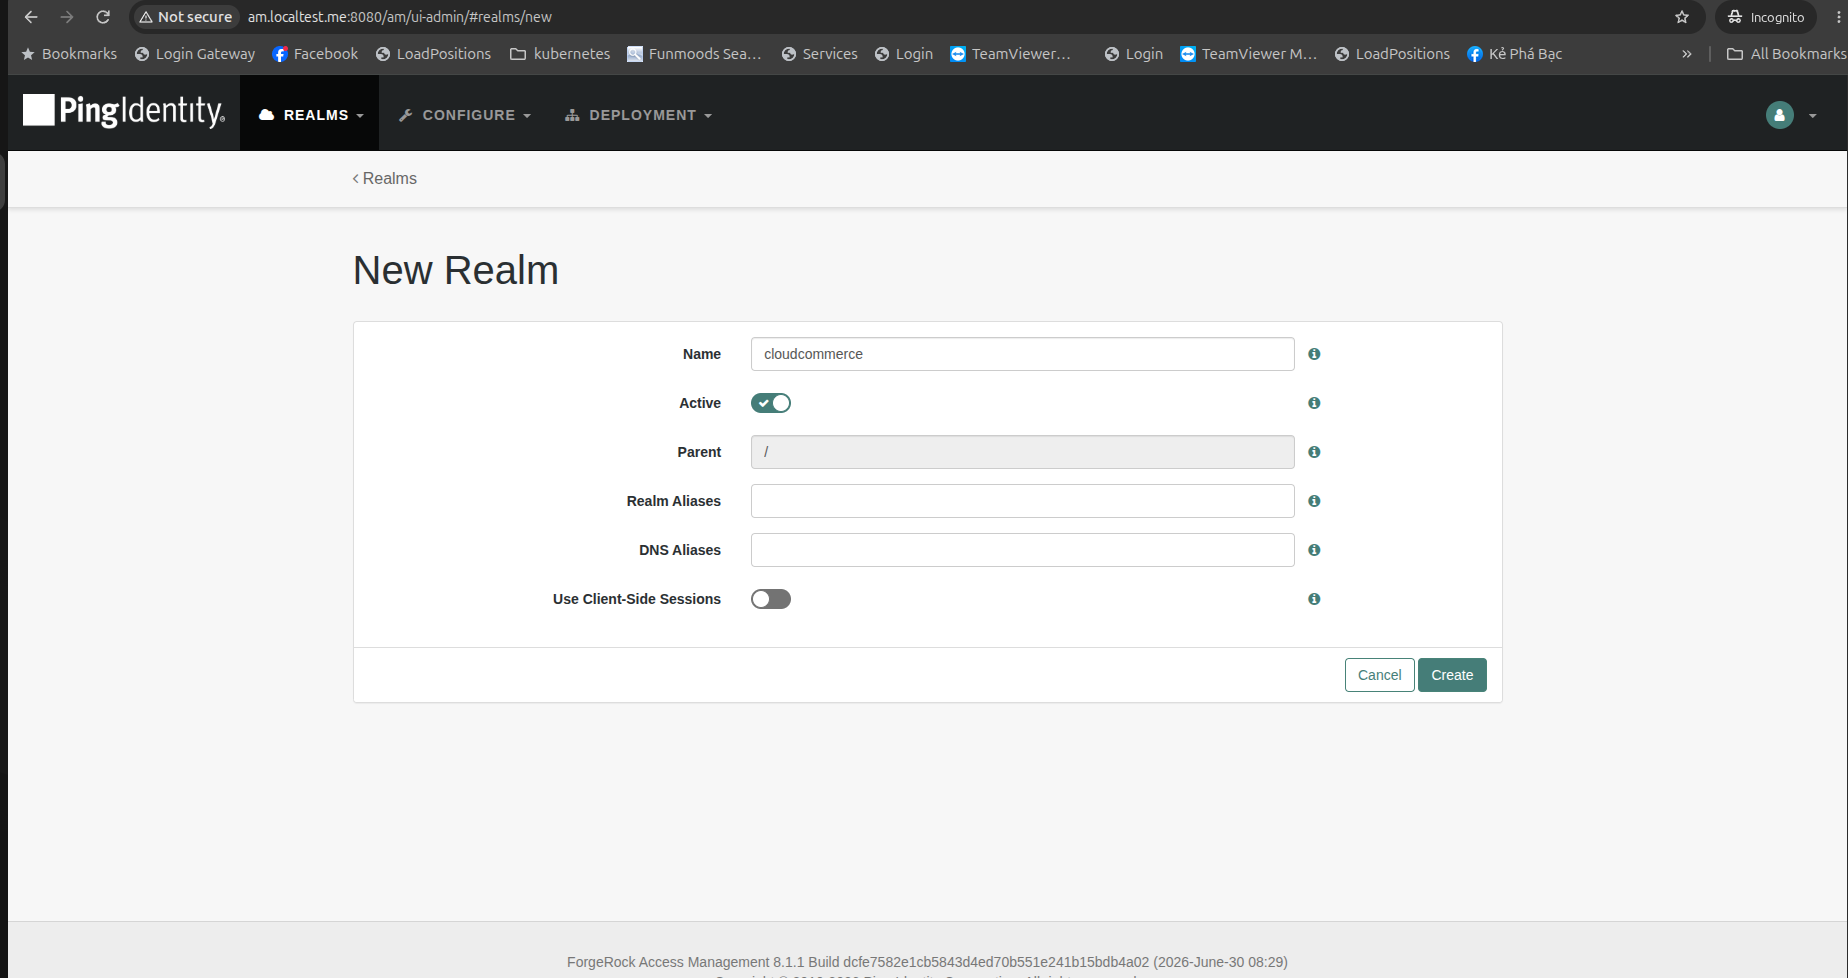 Not secure am.localtest.me:8080/am/ui-admin/#realms/new Incognito
Bookmarks Login Gateway Facebook LoadPositions kubernetes Funmoods Sea... Services Login TeamViewer... Login TeamViewer M... LoadPositions Kẻ Phá Bạc » All Bookmarks
PingIdentity® REALMS CONFIGURE DEPLOYMENT
< Realms
New Realm
Name cloudcommerce
Active
Parent /
Realm Aliases
DNS Aliases
Use Client-Side Sessions
Cancel Create
ForgeRock Access Management 8.1.1 Build dcfe7582e1cb5843d4ed70b551e241b15bdb4a02 (2026-June-30 08:29)